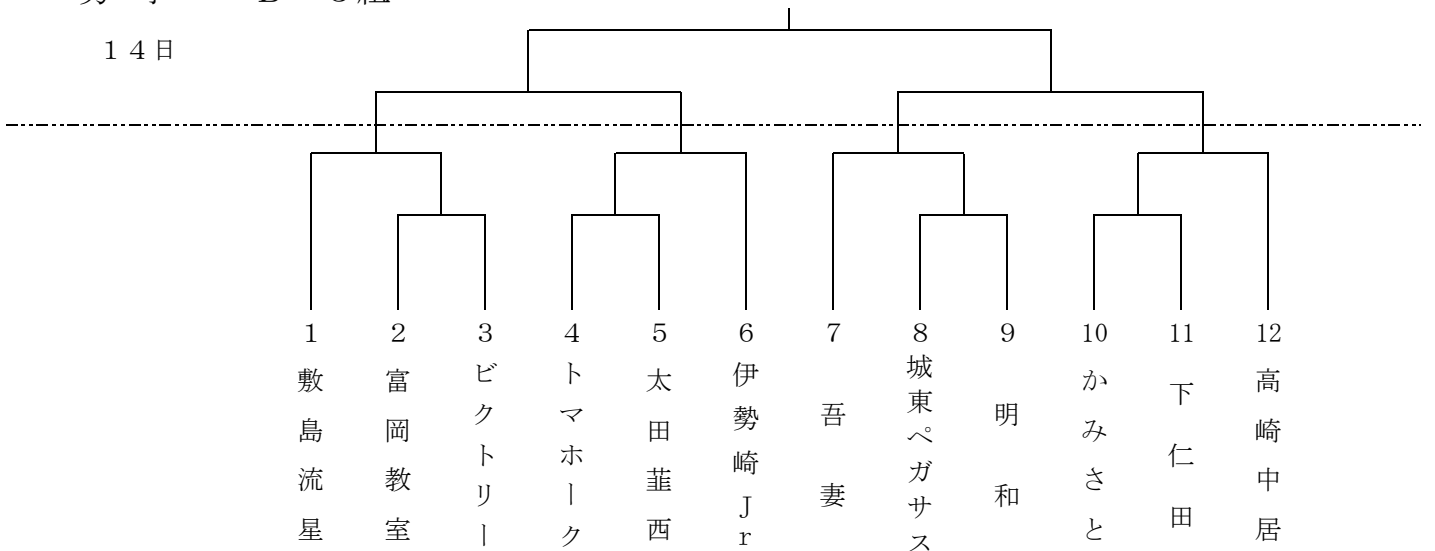 14日
1 2 3 4 5 6 7 8 9 10 11 12
敷島流星
富岡教室
ビクトリー
トマホーク
太田韮西
伊勢崎Jr
吾妻
城東ペガサス
明和
かみさと
下仁田
高崎中居